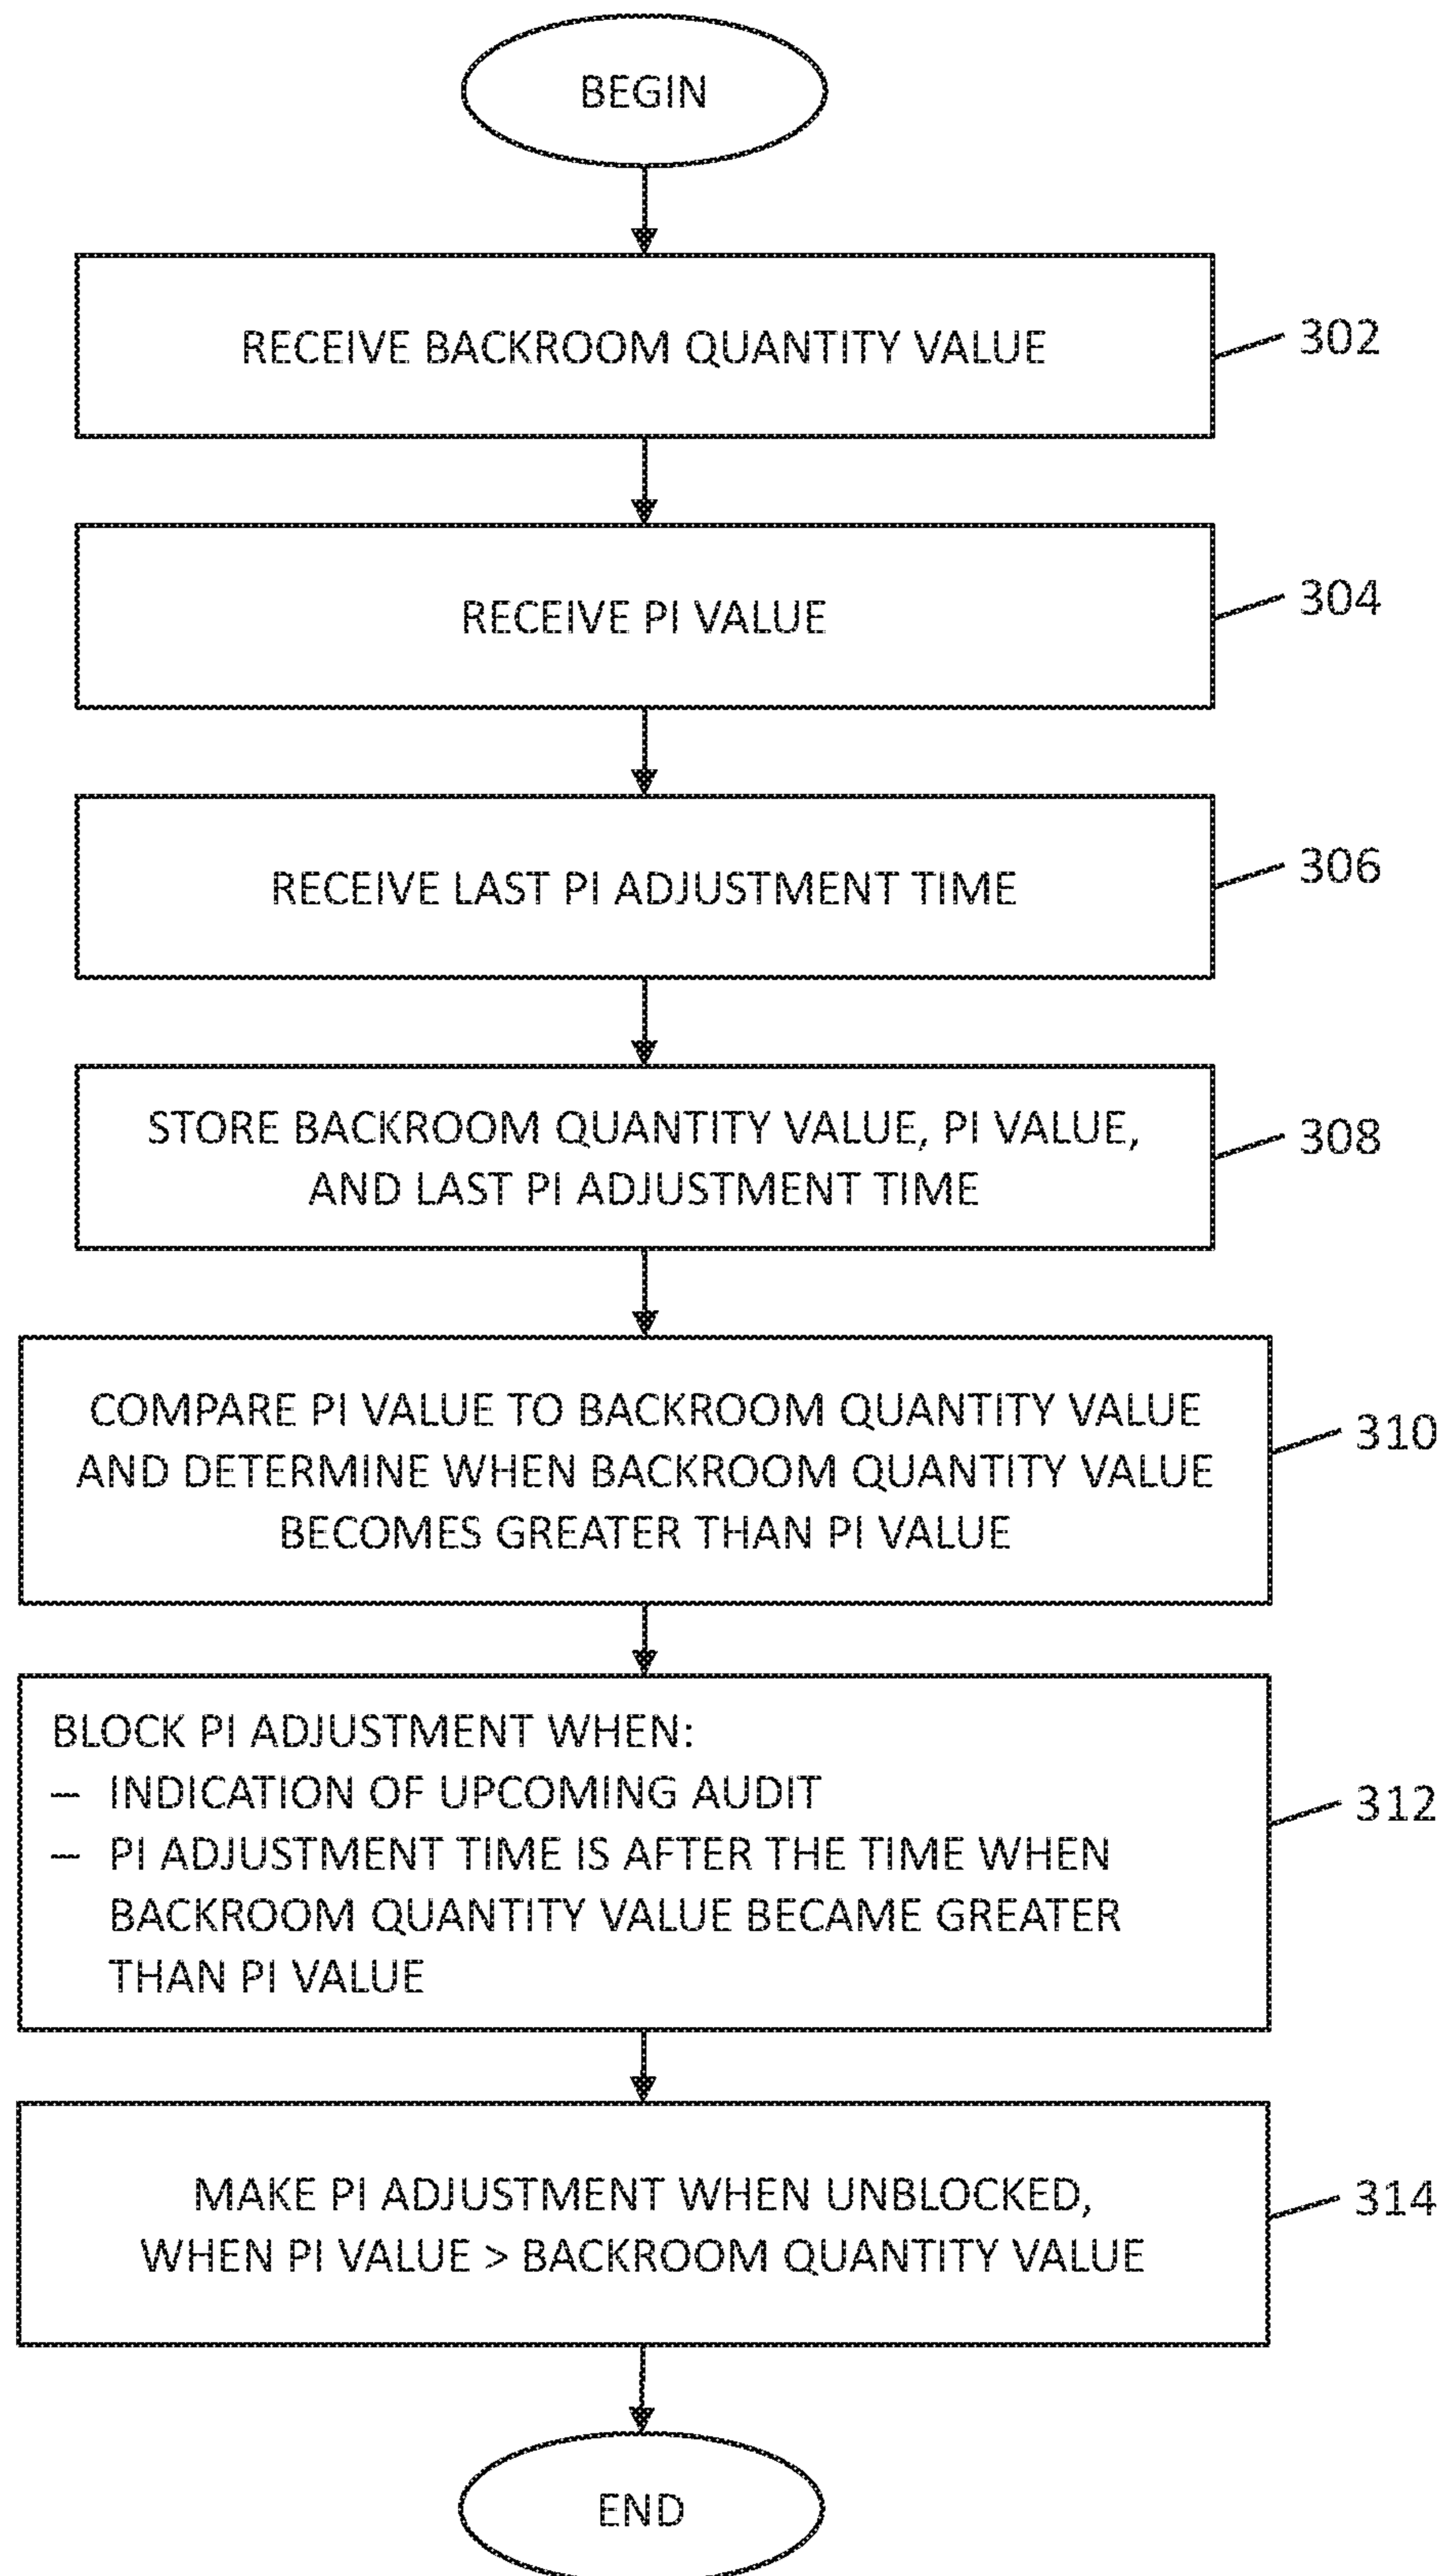 BEGIN
RECEIVE BACKROOM QUANTITY VALUE
302
RECEIVE PI VALUE
304
RECEIVE LAST PI ADJUSTMENT TIME
306
STORE BACKROOM QUANTITY VALUE, PI VALUE,
AND LAST PI ADJUSTMENT TIME
308
COMPARE PI VALUE TO BACKROOM QUANTITY VALUE
AND DETERMINE WHEN BACKROOM QUANTITY VALUE
BECOMES GREATER THAN PI VALUE
310
BLOCK PI ADJUSTMENT WHEN:
– INDICATION OF UPCOMING AUDIT
– PI ADJUSTMENT TIME IS AFTER THE TIME WHEN
BACKROOM QUANTITY VALUE BECAME GREATER
THAN PI VALUE
312
MAKE PI ADJUSTMENT WHEN UNBLOCKED,
WHEN PI VALUE > BACKROOM QUANTITY VALUE
314
END